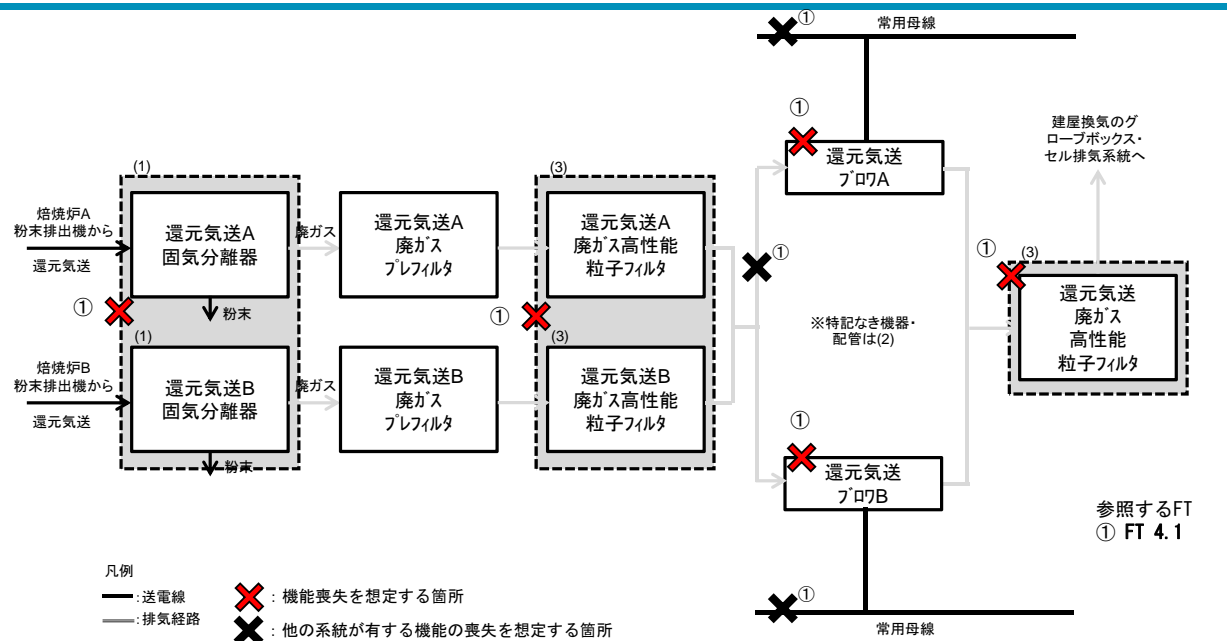 ①
常用母線
①
建屋換気のグ
ローブボックス・
セル排気系統へ
還元気送
ブロワA
(1)
(3)
焙焼炉A
粉末排出機から
還元気送
還元気送A
固気分離器
廃ガス
還元気送A
廃ガス
プレフィルタ
還元気送A
廃ガス高性能
粒子フィルタ
①
①
(3)
還元気送
廃ガス
高性能
粒子フィルタ
①
粉末
①
※特記なき機器・
配管は(2)
(1)
(3)
焙焼炉B
粉末排出機から
還元気送
還元気送B
固気分離器
廃ガス
還元気送B
廃ガス
プレフィルタ
還元気送B
廃ガス高性能
粒子フィルタ
①
還元気送
ブロワB
粉末
参照するFT
① FT 4.1
凡例
:送電線
:排気経路
: 機能喪失を想定する箇所
: 他の系統が有する機能の喪失を想定する箇所
①
常用母線